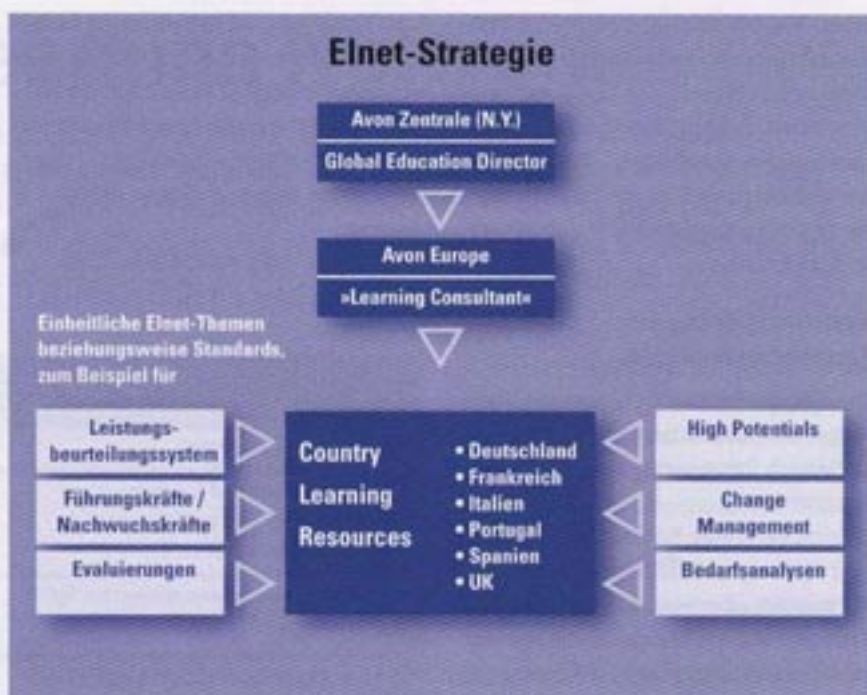 Elnet-Strategie
Avon Zentrale (N.Y.)
Global Education Director
Avon Europe
»Learning Consultant«
Einheitliche Elnet-Themen
beziehungsweise Standards,
zum Beispiel für
Leistungs-
beurteilungssystem
Führungskräfte /
Nachwuchskräfte
Evaluierungen
Country
Learning
Resources
• Deutschland
• Frankreich
• Italien
• Portugal
• Spanien
• UK
High Potentials
Change
Management
Bedarfsanalysen